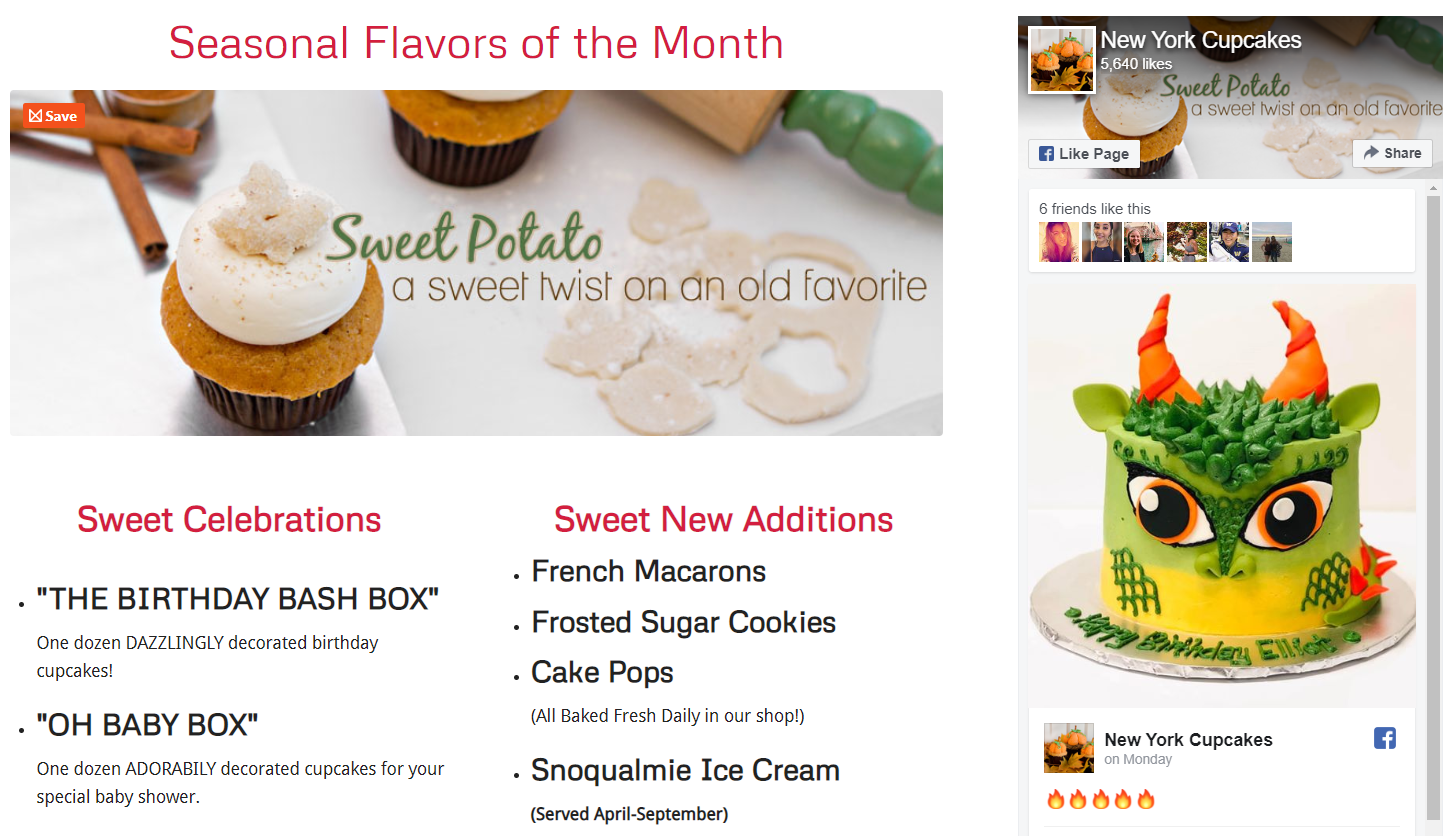 Seasonal Flavors of the Month
Save
Sweet Potato
a sweet twist on an old favorite
Sweet Celebrations
"THE BIRTHDAY BASH BOX"
One dozen DAZZLINGLY decorated birthday
cupcakes!
"OH BABY BOX"
One dozen ADORABILY decorated cupcakes for your
special baby shower.
Sweet New Additions
French Macarons
Frosted Sugar Cookies
Cake Pops
(All Baked Fresh Daily in our shop!)
Snoqualmie Ice Cream
(Served April-September)
New York Cupcakes
5,640 likes
Sweet Potato
a sweet twist on an old favorite
Like Page
Share
6 friends like this
W
Happy Birthday Elliot
New York Cupcakes
on Monday